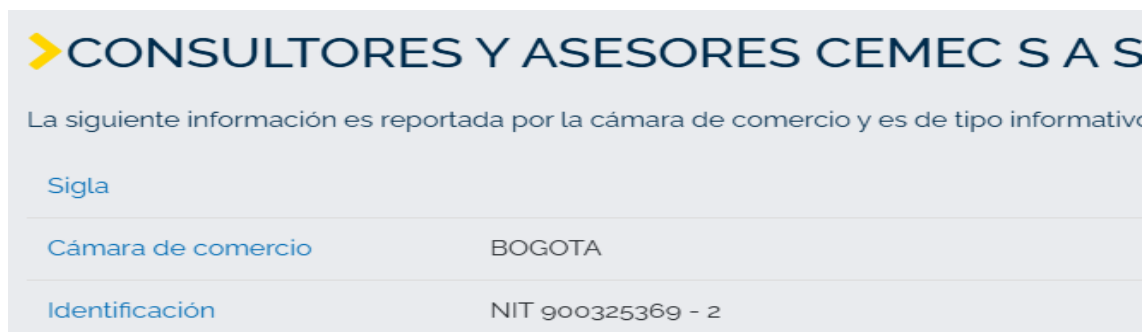 CONSULTORES Y ASESORES CEMEC S A S
La siguiente información es reportada por la cámara de comercio y es de tipo informativo
Sigla
Cámara de comercio BOGOTA
Identificación NIT 900325369 - 2